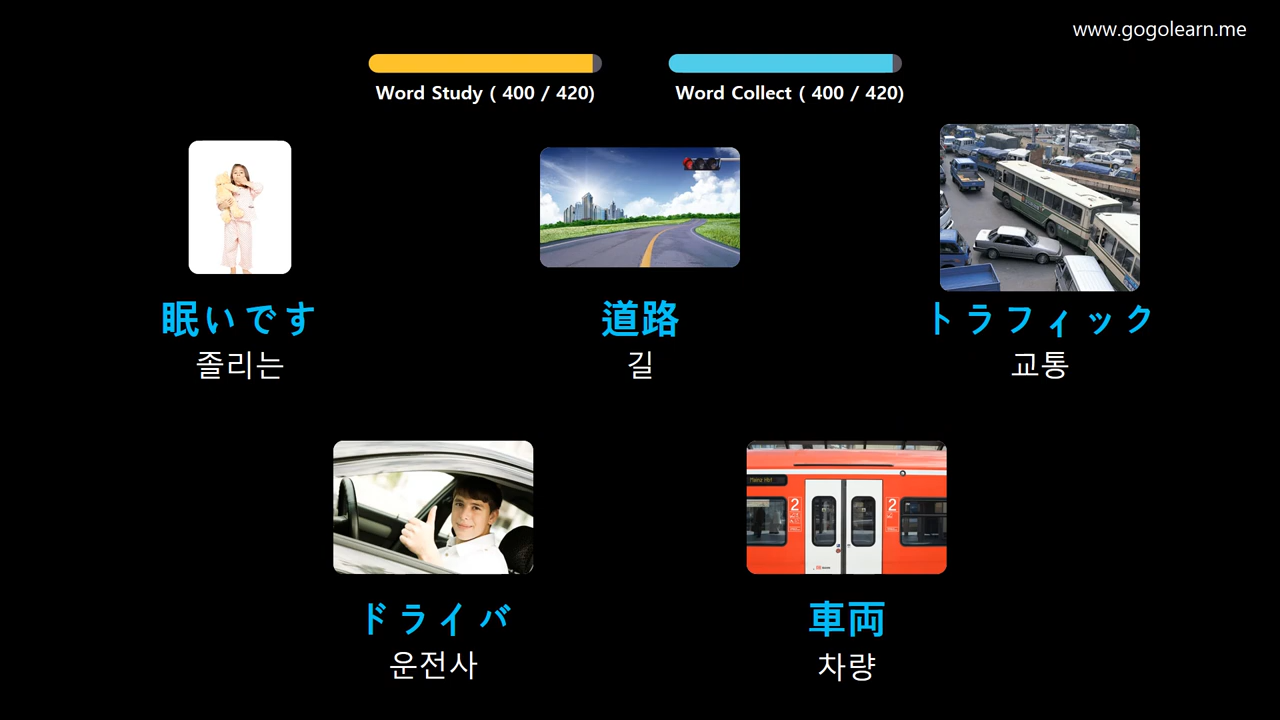 www.gogolearn.me
Word Study ( 400 / 420)
Word Collect ( 400 / 420)
眠いです
졸리는
道路
길
トラフィック
교통
2
2
ドライバ
운전사
車両
차량